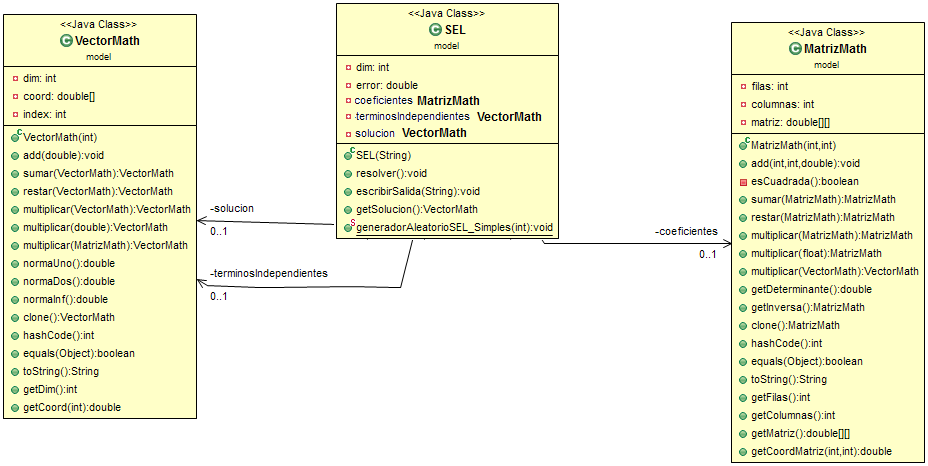 <<Java Class>>
VectorMath
model
dim: int
coord: double[]
index: int
VectorMath(int)
add(double):void
sumar(VectorMath):VectorMath
restar(VectorMath):VectorMath
multiplicar(VectorMath):VectorMath
multiplicar(double):VectorMath
multiplicar(MatrizMath):VectorMath
normaUno():double
normaDos():double
normaInf():double
clone():VectorMath
hashCode():int
equals(Object):boolean
toString():String
getDim():int
getCoord(int):double
-solucion
0..1
-terminosIndependientes
0..1
<<Java Class>>
SEL
model
dim: int
error: double
coeficientes MatrizMath
terminosIndependientes VectorMath
solucion VectorMath
SEL(String)
resolver():void
escribirSalida(String):void
getSolucion():VectorMath
generadorAleatorioSEL_Simples(int):void
-coeficientes
0..1
<<Java Class>>
MatrizMath
model
filas: int
columnas: int
matriz: double[][]
MatrizMath(int,int)
add(int,int,double):void
esCuadrada():boolean
sumar(MatrizMath):MatrizMath
restar(MatrizMath):MatrizMath
multiplicar(MatrizMath):MatrizMath
multiplicar(float):MatrizMath
multiplicar(VectorMath):VectorMath
getDeterminante():double
getInversa():MatrizMath
clone():MatrizMath
hashCode():int
equals(Object):boolean
toString():String
getFilas():int
getColumnas():int
getMatriz():double[][]
getCoordMatriz(int,int):double